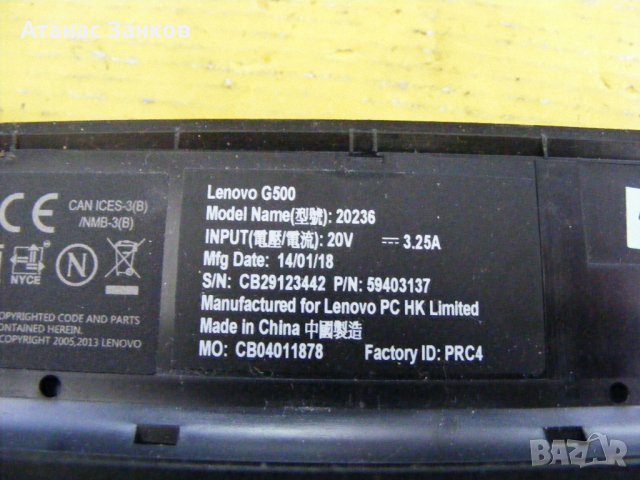 Атанас Занков
Lenovo G500
Model Name(型號): 20236
INPUT(電壓/電流): 20V ⎓ 3.25A
Mfg Date: 14/01/18
S/N: CB29123442 P/N: 59403137
Manufactured for Lenovo PC HK Limited
Made in China 中國製造
MO: CB04011878 Factory ID: PRC4
CE
CAN ICES-3(B)
/NMB-3(B)
NYCE
N
COPYRIGHTED CODE AND PARTS
CONTAINED HEREIN.
COPYRIGHT 2005,2013 LENOVO
BAZAR